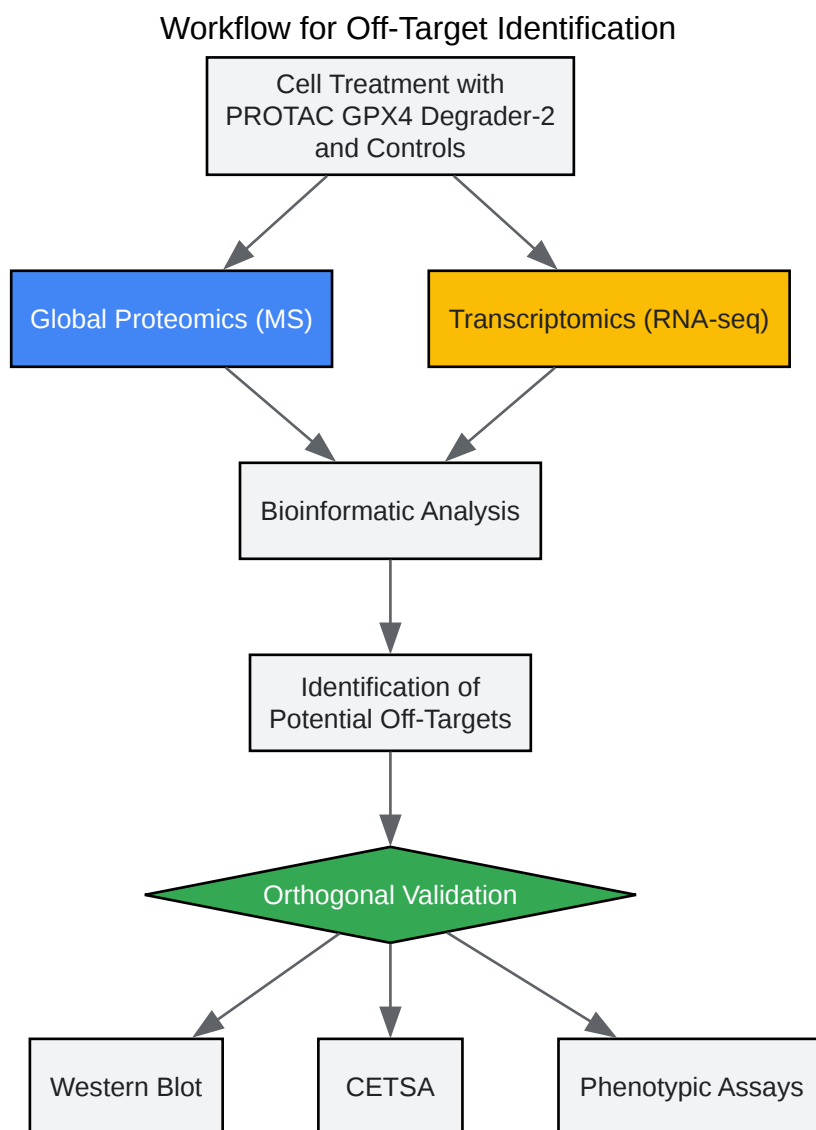 Workflow for Off-Target Identification
Cell Treatment with
PROTAC GPX4 Degrader-2
and Controls
Global Proteomics (MS)
Transcriptomics (RNA-seq)
Bioinformatic Analysis
Identification of
Potential Off-Targets
Orthogonal Validation
Western Blot
CETSA
Phenotypic Assays